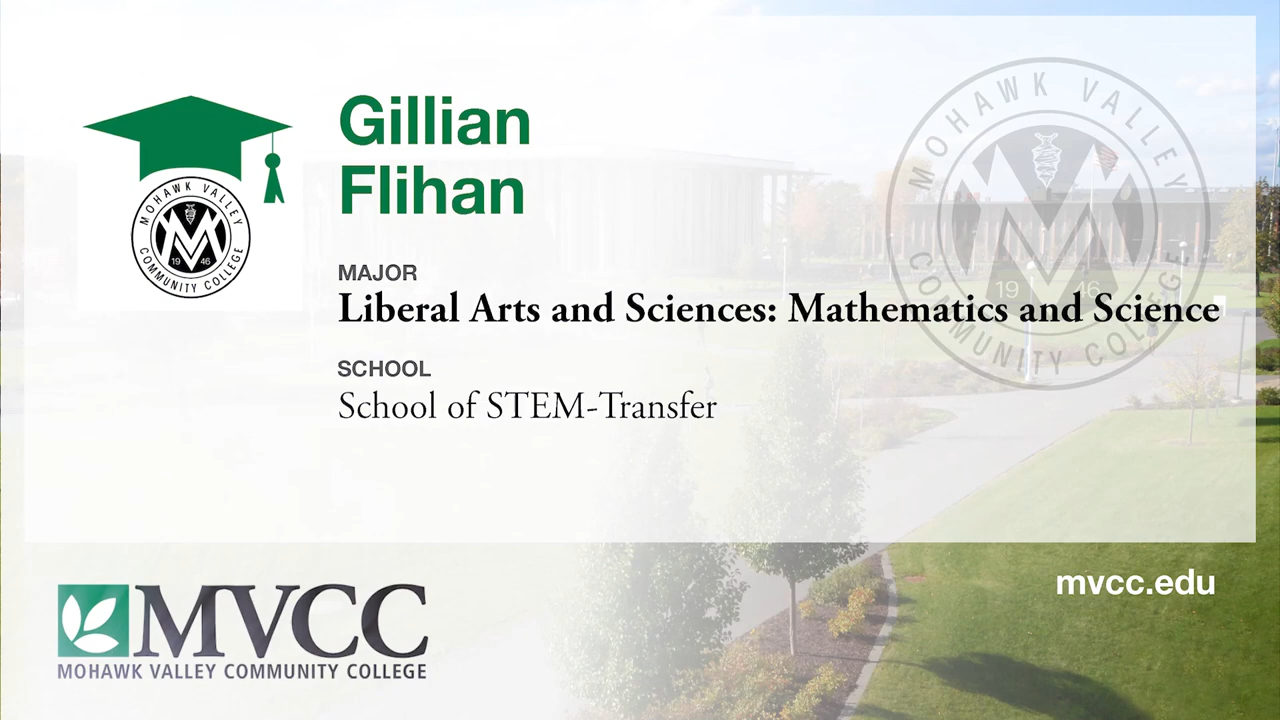 Gillian
Flihan
MAJOR
Liberal Arts and Sciences: Mathematics and Science
SCHOOL
School of STEM-Transfer
MOHAWK VALLEY
COMMUNITY COLLEGE
19 46
MOHAWK VALLEY
COMMUNITY COLLEGE
19 46
mvcc.edu
MVCC
MOHAWK VALLEY COMMUNITY COLLEGE